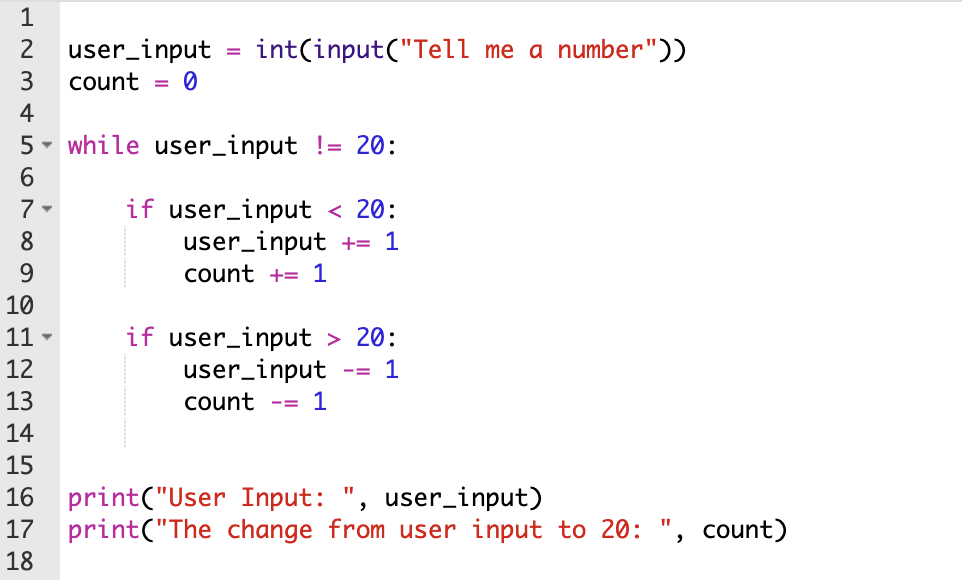 1
2 user_input = int(input("Tell me a number"))
3 count = 0
4
5 while user_input != 20:
6
7     if user_input < 20:
8         user_input += 1
9         count += 1
10
11     if user_input > 20:
12         user_input -= 1
13         count -= 1
14
15
16 print("User Input: ", user_input)
17 print("The change from user input to 20: ", count)
18